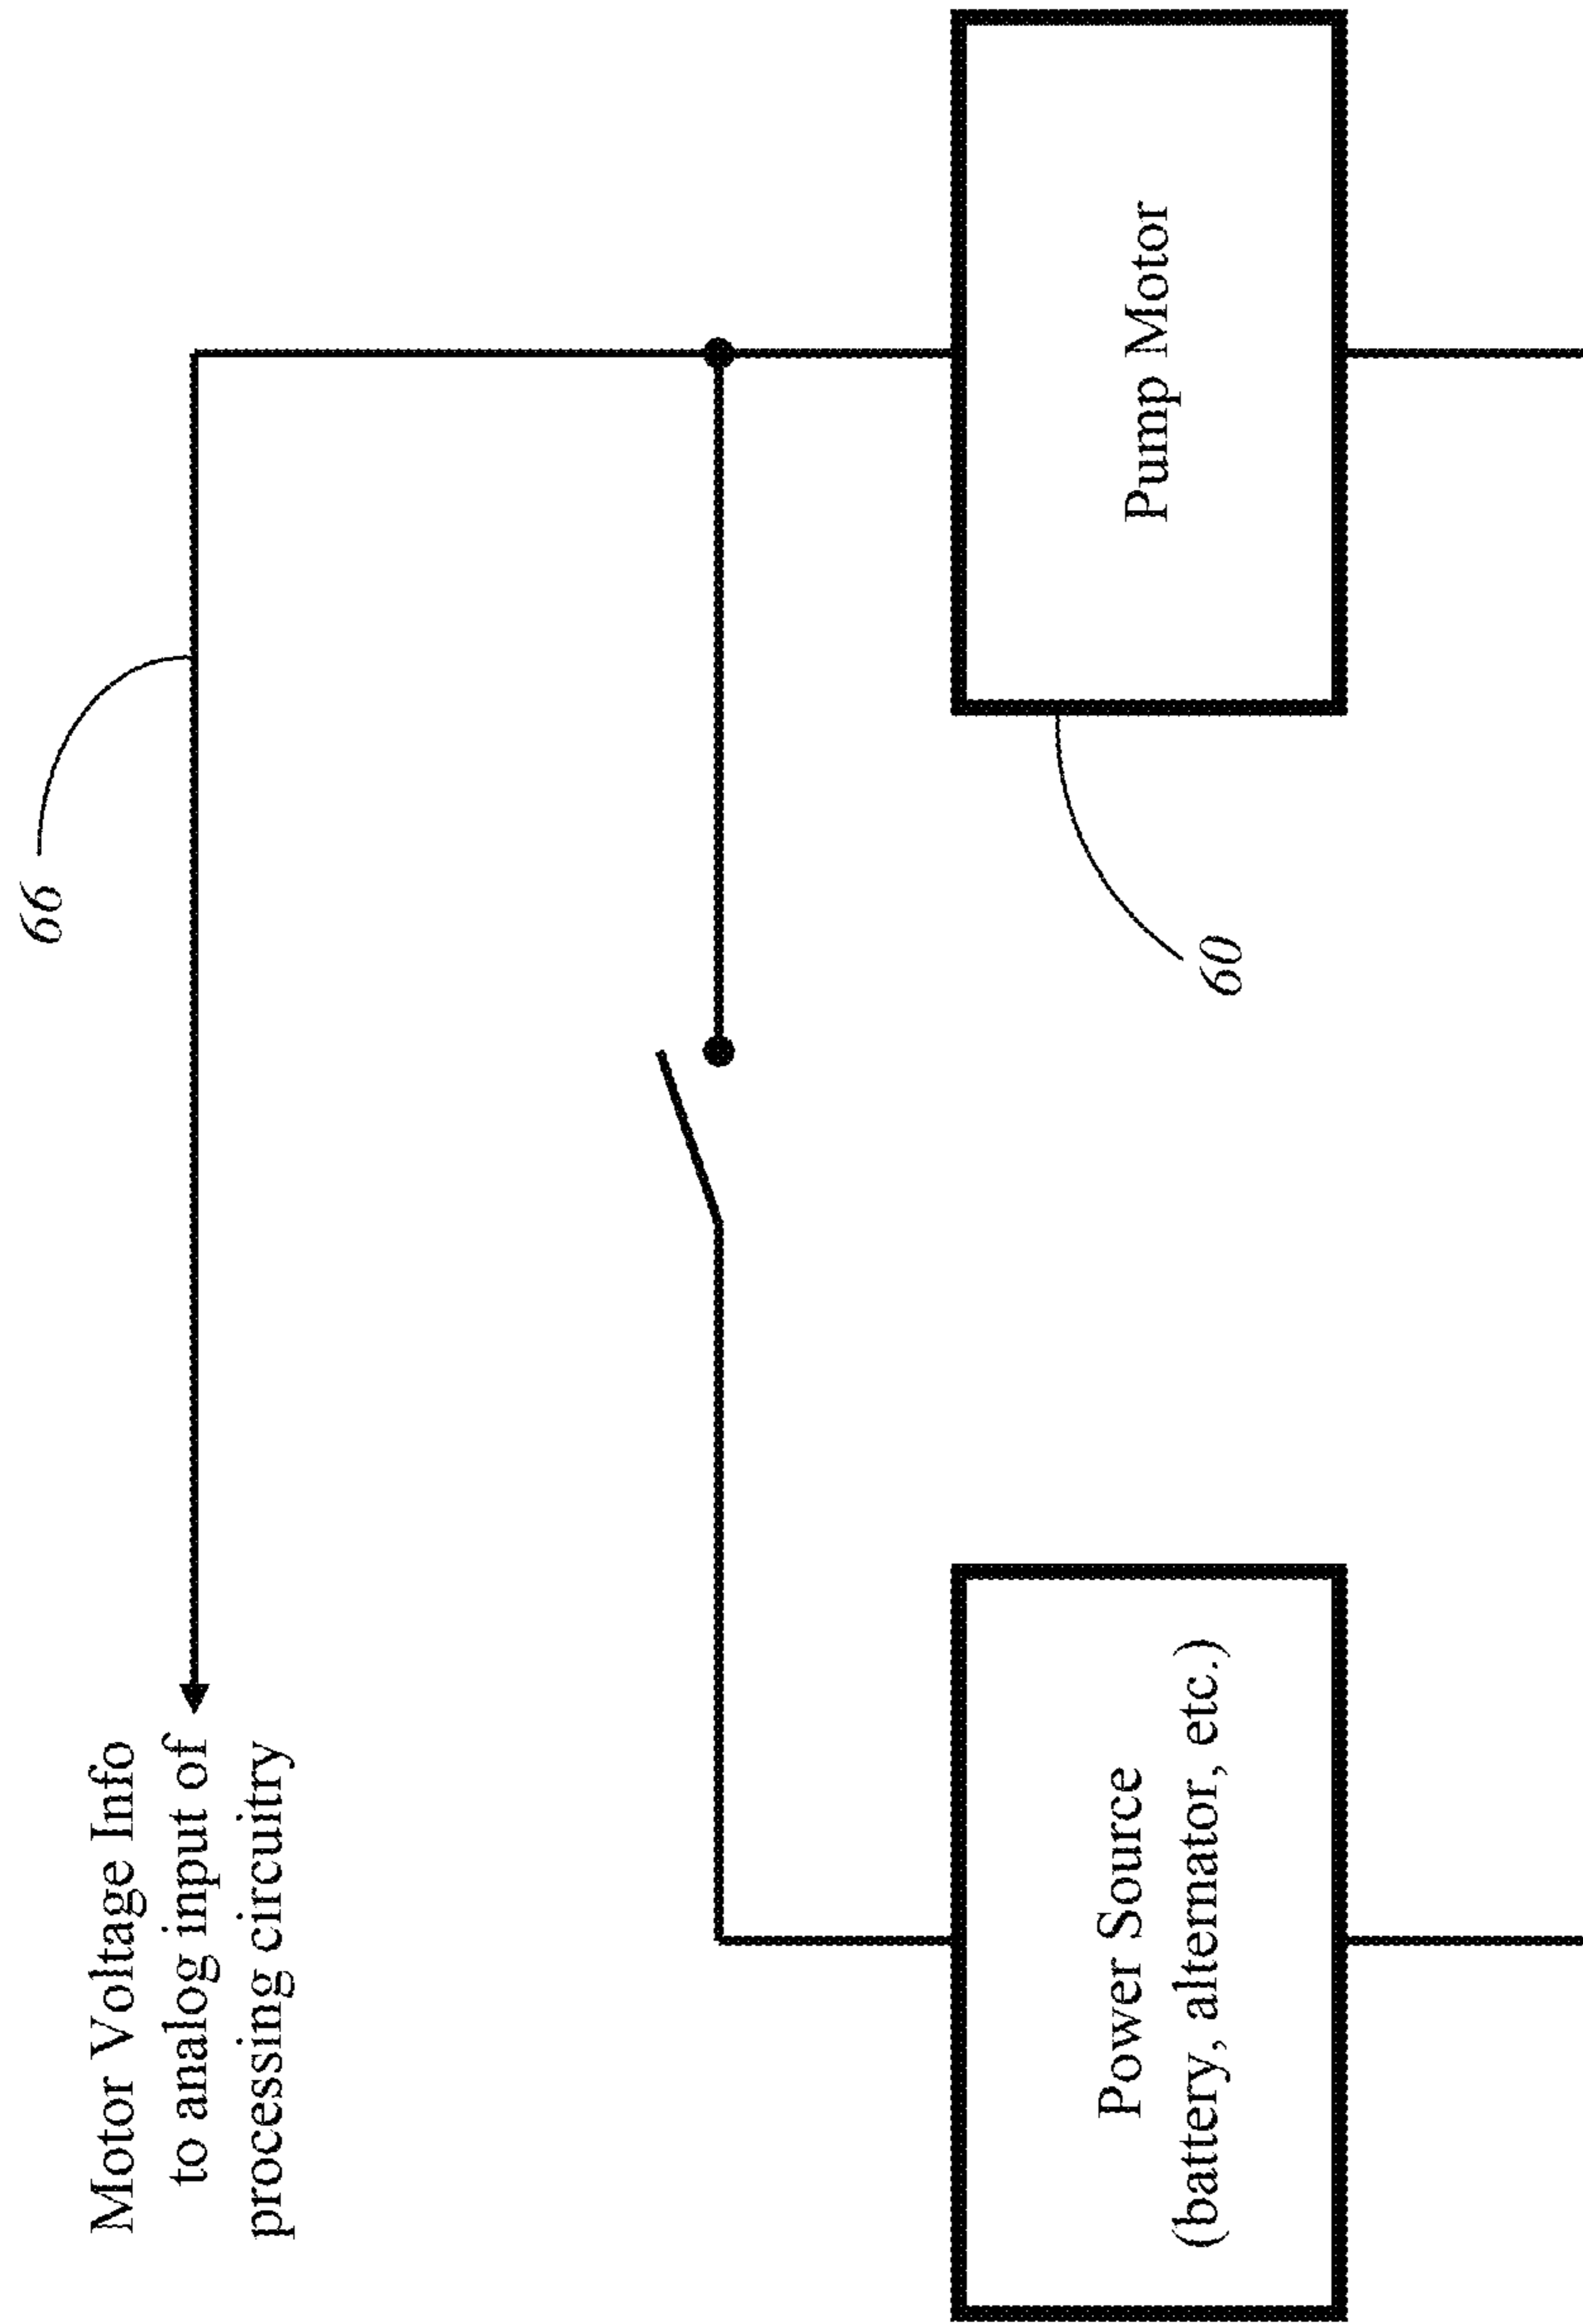 Motor Voltage Info
to analog input of
processing circuitry
66
Power Source
(battery, alternator, etc.)
60
Pump Motor